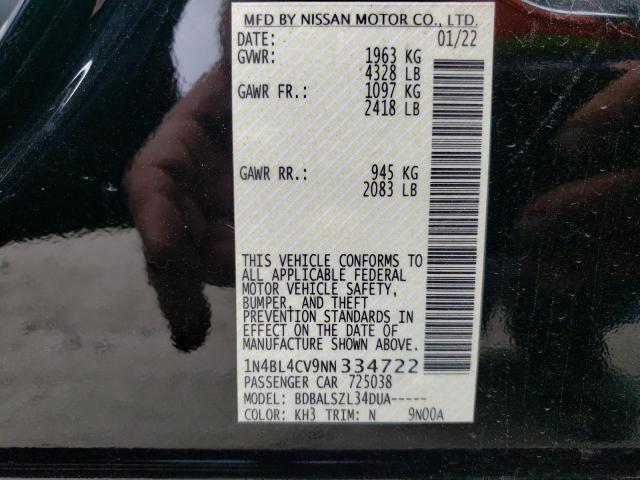 MFD BY NISSAN MOTOR CO., LTD.
DATE: 01/22
GVWR: 1963 KG
4328 LB
GAWR FR.: 1097 KG
2418 LB
GAWR RR.: 945 KG
2083 LB
THIS VEHICLE CONFORMS TO
ALL APPLICABLE FEDERAL
MOTOR VEHICLE SAFETY,
BUMPER, AND THEFT
PREVENTION STANDARDS IN
EFFECT ON THE DATE OF
MANUFACTURE SHOWN ABOVE.
1N4BL4CV9NN334722
PASSENGER CAR 725038
MODEL: BDBALSZL34DUA-----
COLOR: KH3 TRIM: N 9N00A